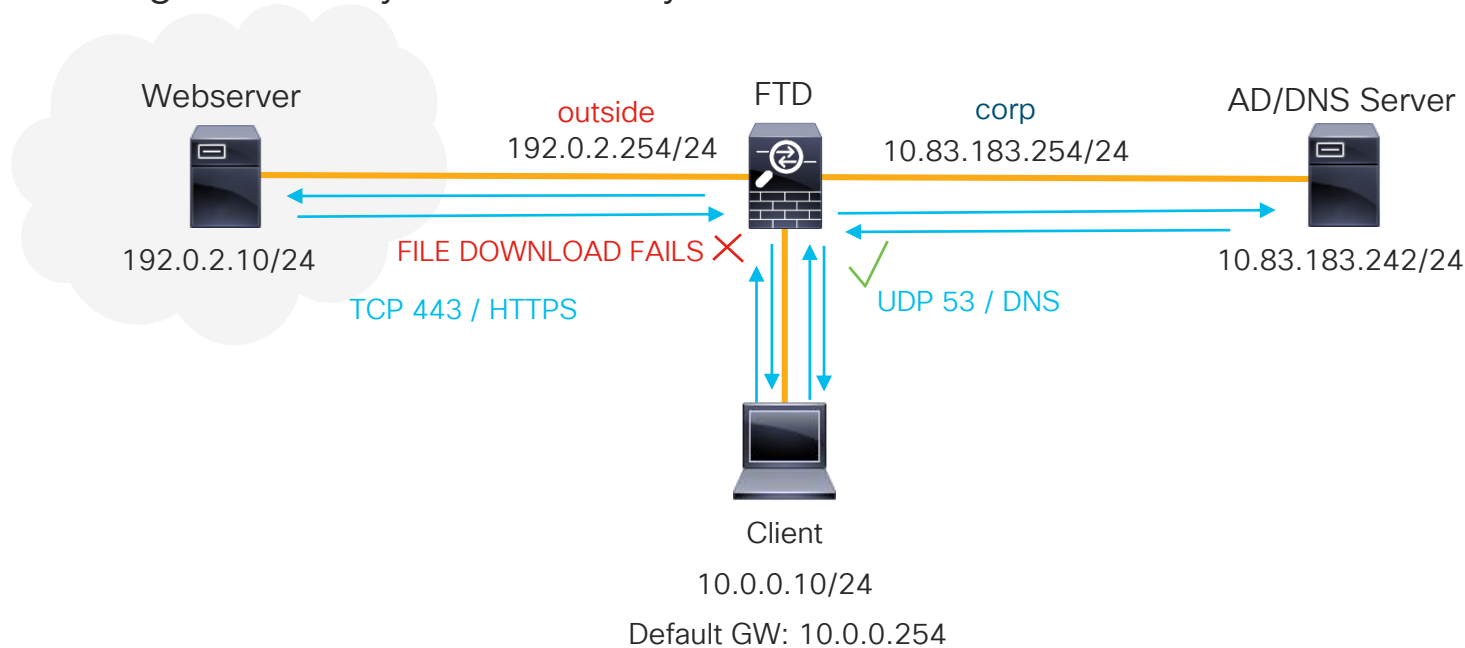 Webserver
FTD
AD/DNS Server
outside
corp
192.0.2.254/24
10.83.183.254/24
192.0.2.10/24
FILE DOWNLOAD FAILS
10.83.183.242/24
TCP 443 / HTTPS
UDP 53 / DNS
Client
10.0.0.10/24
Default GW: 10.0.0.254